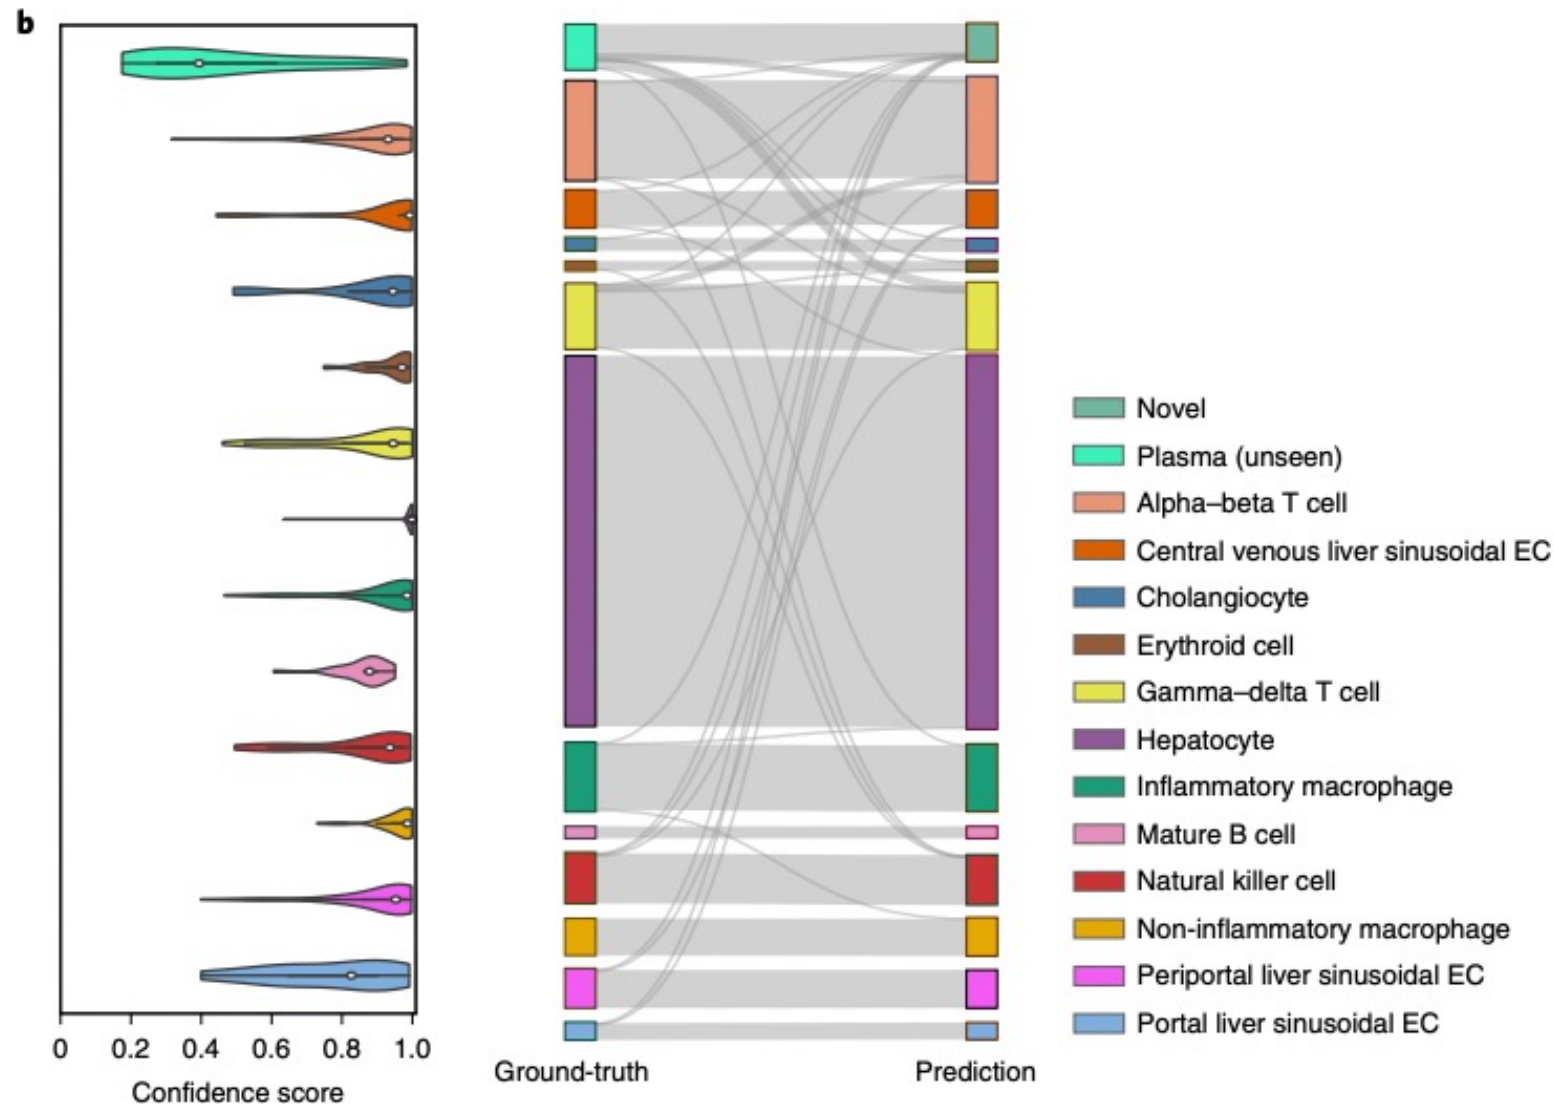 b
0 0.2 0.4 0.6 0.8 1.0
Confidence score
Ground-truth
Prediction
Novel
Plasma (unseen)
Alpha–beta T cell
Central venous liver sinusoidal EC
Cholangiocyte
Erythroid cell
Gamma–delta T cell
Hepatocyte
Inflammatory macrophage
Mature B cell
Natural killer cell
Non-inflammatory macrophage
Periportal liver sinusoidal EC
Portal liver sinusoidal EC